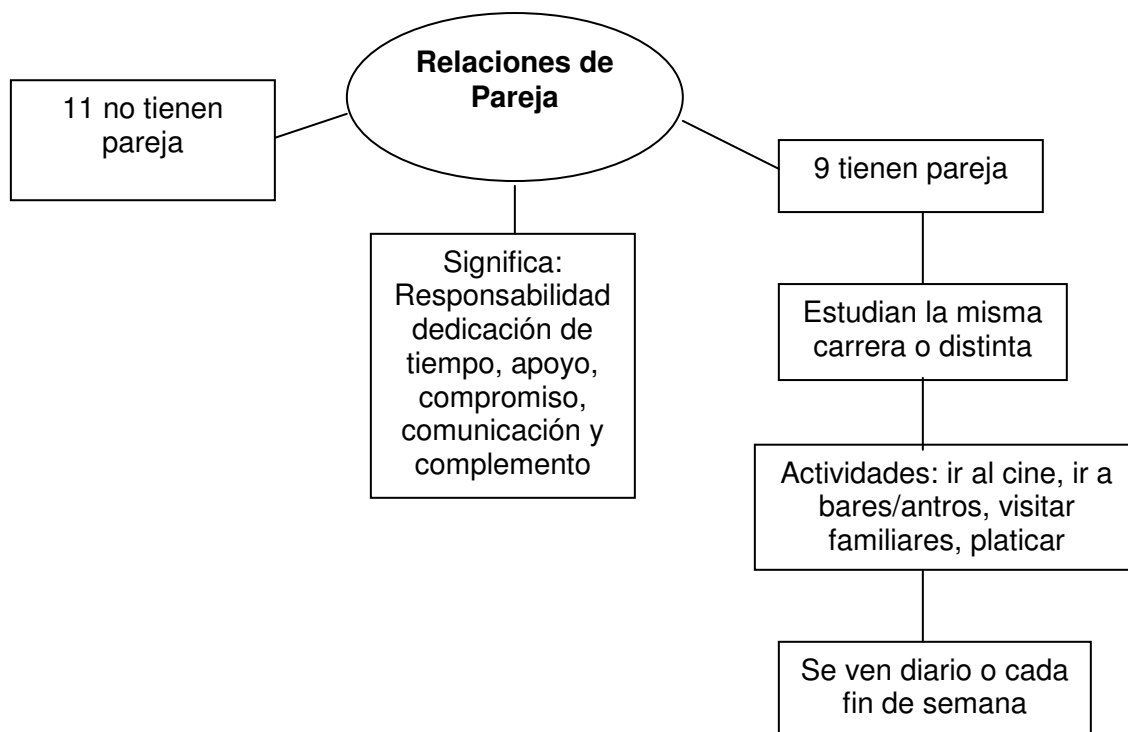 Relaciones de
Pareja
11 no tienen
pareja
9 tienen pareja
Significa:
Responsabilidad
dedicación de
tiempo, apoyo,
compromiso,
comunicación y
complemento
Estudian la misma
carrera o distinta
Actividades: ir al cine, ir a
bares/antros, visitar
familiares, platicar
Se ven diario o cada
fin de semana